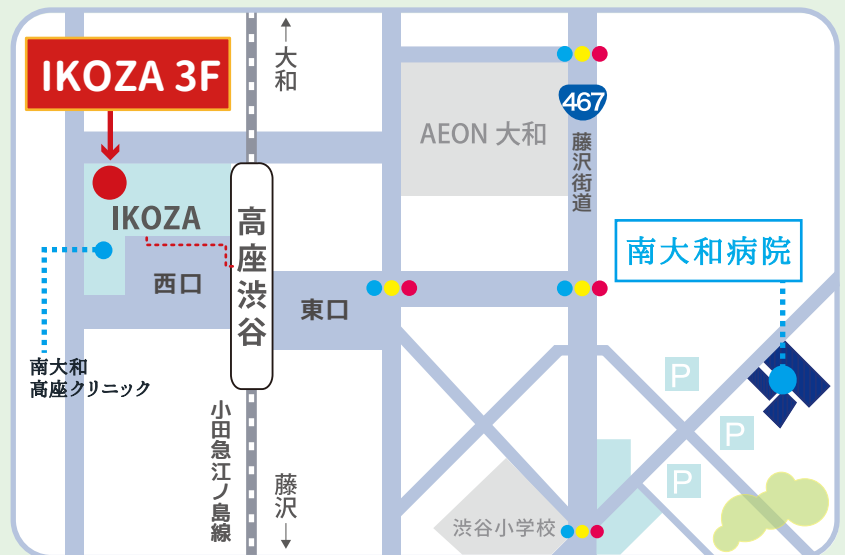 IKOZA 3F
←大和
467
AEON 大和
藤沢街道
IKOZA
高座渋谷
南大和病院
西口
東口
南大和
高座クリニック
P
P
P
小田急江ノ島線
藤沢→
渋谷小学校